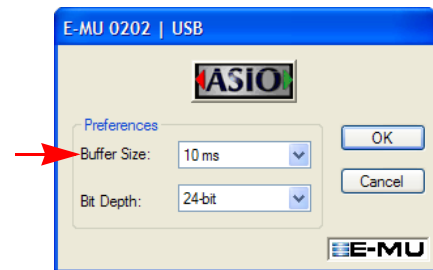 E-MU 0202 | USB
ASIO
Preferences
Buffer Size: 10 ms
OK
Bit Depth: 24-bit
Cancel
E-MU